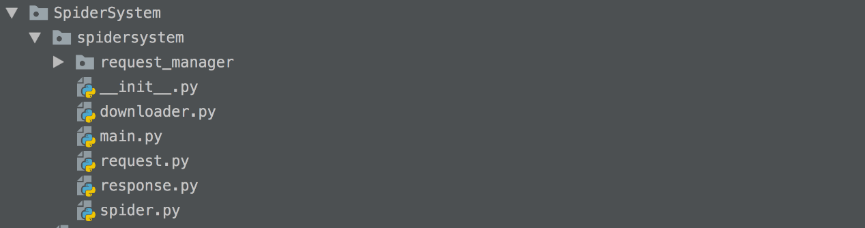 SpiderSystem
spidersystem
request_manager
__init__.py
downloader.py
main.py
request.py
response.py
spider.py